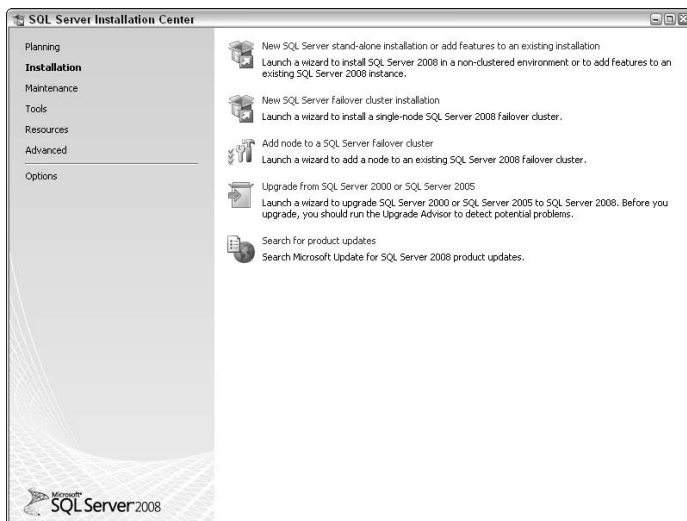 SQL Server Installation Center
Planning
Installation
Maintenance
Tools
Resources
Advanced
Options
New SQL Server stand-alone installation or add features to an existing installation
Launch a wizard to install SQL Server 2008 in a non-clustered environment or to add features to an
existing SQL Server 2008 instance.
New SQL Server failover cluster installation
Launch a wizard to install a single-node SQL Server 2008 failover cluster.
Add node to a SQL Server failover cluster
Launch a wizard to add a node to an existing SQL Server 2008 failover cluster.
Upgrade from SQL Server 2000 or SQL Server 2005
Launch a wizard to upgrade SQL Server 2000 or SQL Server 2005 to SQL Server 2008. Before you
upgrade, you should run the Upgrade Advisor to detect potential problems.
Search for product updates
Search Microsoft Update for SQL Server 2008 product updates.
Microsoft
SQL Server 2008